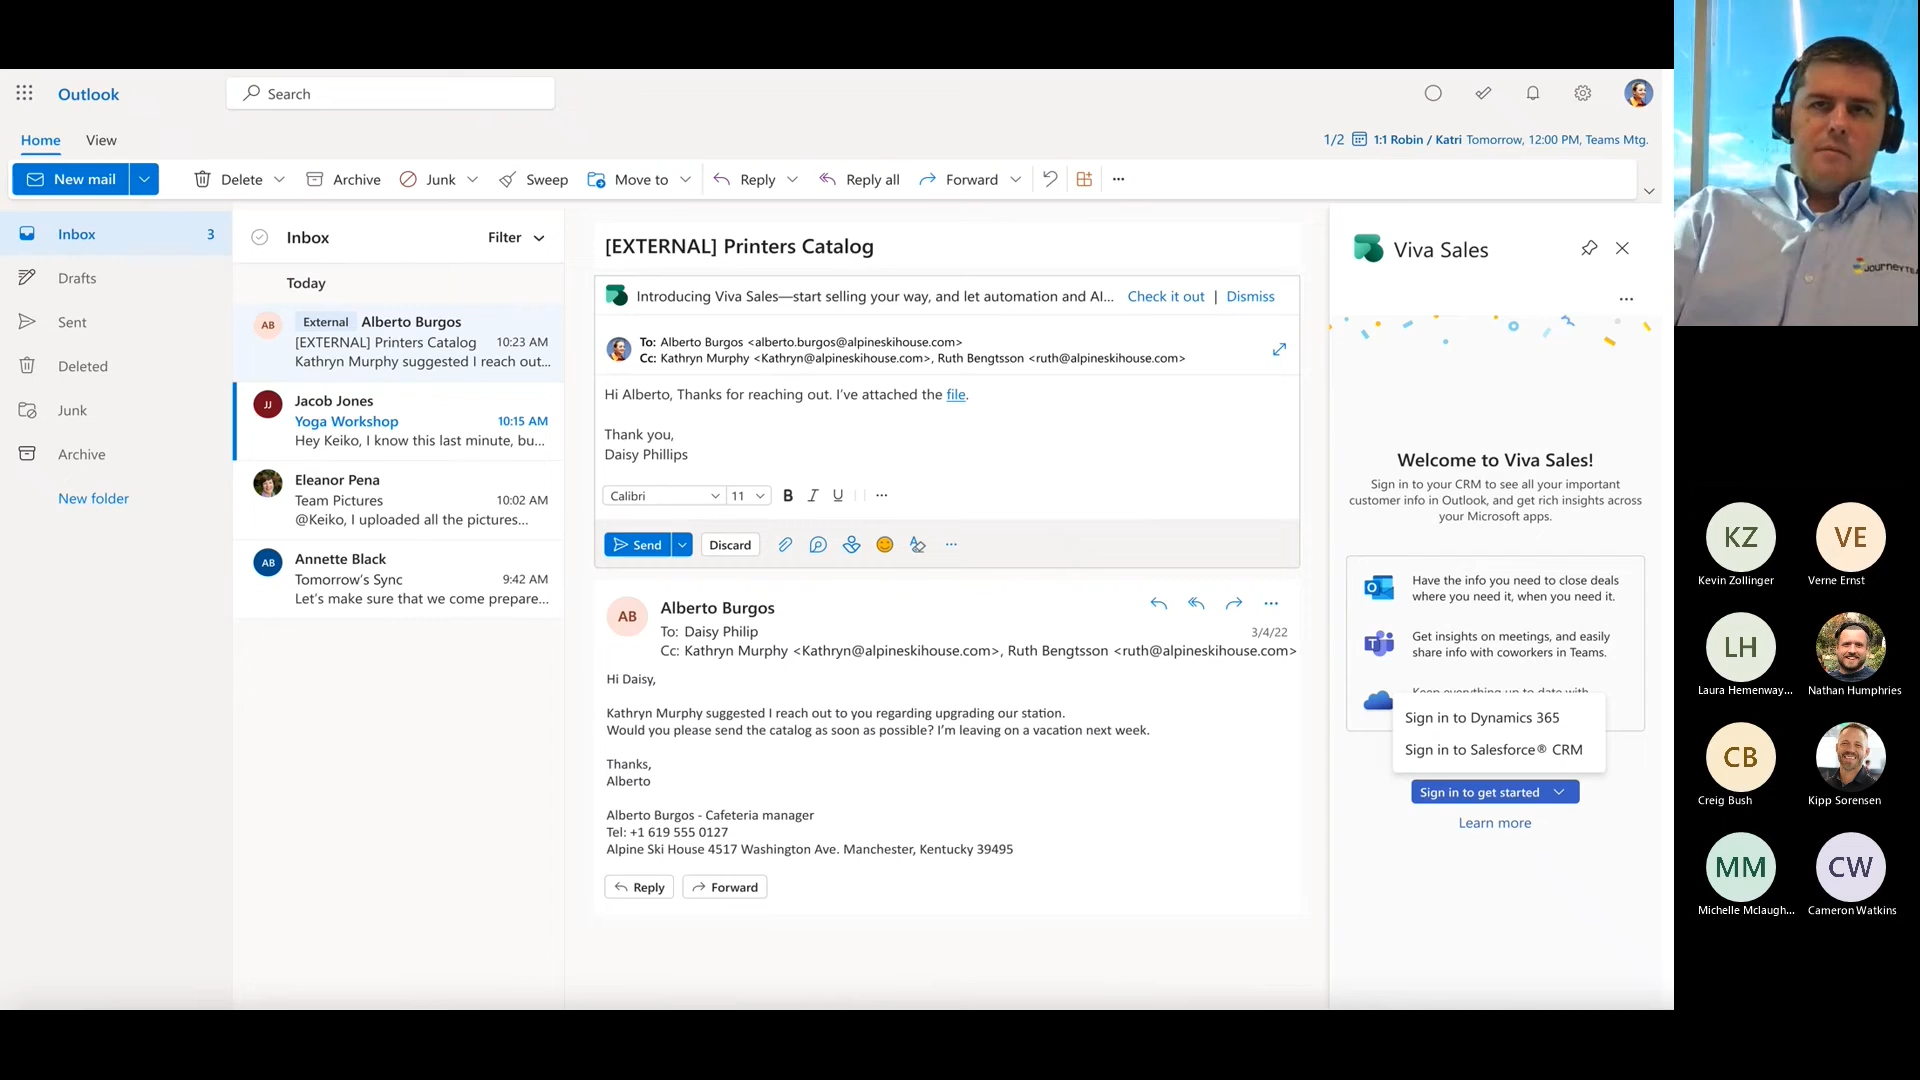 Outlook
Search
Home
View
1/2 1:1 Robin / Katri Tomorrow, 12:00 PM, Teams Mtg.
New mail
Delete
Archive
Junk
Sweep
Move to
Reply
Reply all
Forward
Inbox 3
Drafts
Sent
Deleted
Junk
Archive
New folder
Inbox
Filter
Today
AB
External Alberto Burgos
[EXTERNAL] Printers Catalog 10:23 AM
Kathryn Murphy suggested I reach out...
JJ
Jacob Jones
Yoga Workshop 10:15 AM
Hey Keiko, I know this last minute, bu...
Eleanor Pena
Team Pictures 10:02 AM
@Keiko, I uploaded all the pictures...
AB
Annette Black
Tomorrow's Sync 9:42 AM
Let's make sure that we come prepare...
[EXTERNAL] Printers Catalog
Introducing Viva Sales—start selling your way, and let automation and AI... Check it out | Dismiss
To: Alberto Burgos <alberto.burgos@alpineskihouse.com>
Cc: Kathryn Murphy <Kathryn@alpineskihouse.com>, Ruth Bengtsson <ruth@alpineskihouse.com>
Hi Alberto, Thanks for reaching out. I've attached the file.
Thank you,
Daisy Phillips
Calibri 11 B I U
Send
Discard
AB
Alberto Burgos
To: Daisy Philip 3/4/22
Cc: Kathryn Murphy <Kathryn@alpineskihouse.com>, Ruth Bengtsson <ruth@alpineskihouse.com>
Hi Daisy,
Kathryn Murphy suggested I reach out to you regarding upgrading our station.
Would you please send the catalog as soon as possible? I'm leaving on a vacation next week.
Thanks,
Alberto
Alberto Burgos - Cafeteria manager
Tel: +1 619 555 0127
Alpine Ski House 4517 Washington Ave. Manchester, Kentucky 39495
Reply
Forward
Viva Sales
Welcome to Viva Sales!
Sign in to your CRM to see all your important
customer info in Outlook, and get rich insights across
your Microsoft apps.
Have the info you need to close deals
where you need it, when you need it.
Get insights on meetings, and easily
share info with coworkers in Teams.
Keep everything up to date with
Sign in to Dynamics 365
Sign in to Salesforce® CRM
Sign in to get started
Learn more
KZ
Kevin Zollinger
VE
Verne Ernst
LH
Laura Hemenway...
Nathan Humphries
CB
Creig Bush
Kipp Sorensen
MM
Michelle Mclaugh...
CW
Cameron Watkins